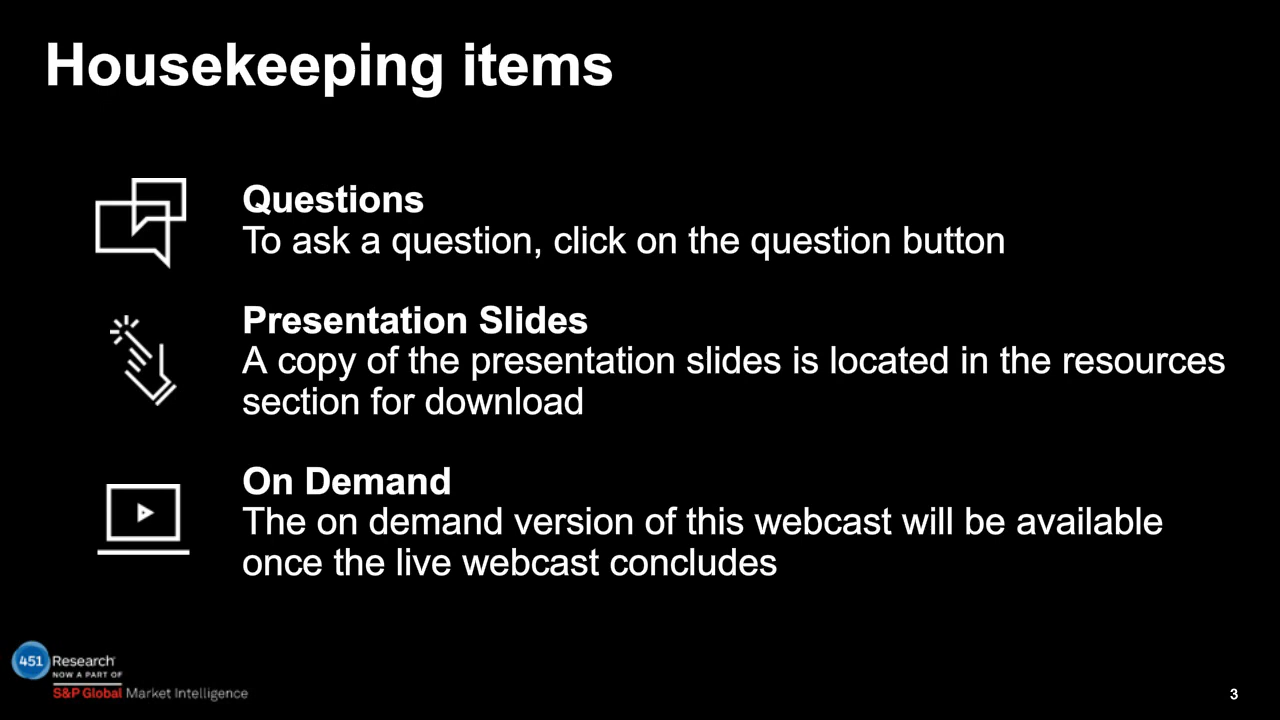 Housekeeping items
Questions
To ask a question, click on the question button
Presentation Slides
A copy of the presentation slides is located in the resources
section for download
On Demand
The on demand version of this webcast will be available
once the live webcast concludes
451 Research
NOW A PART OF
S&P Global Market Intelligence
3